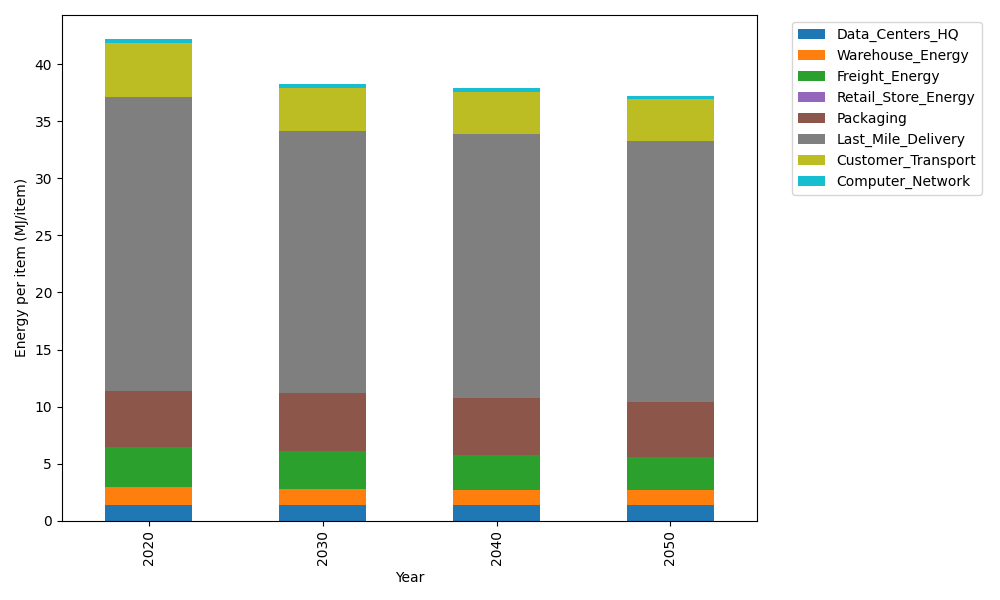 Energy per item (MJ/item)
40
35
30
25
20
15
10
5
0
2020
2030
2040
2050
Year
Data_Centers_HQ
Warehouse_Energy
Freight_Energy
Retail_Store_Energy
Packaging
Last_Mile_Delivery
Customer_Transport
Computer_Network